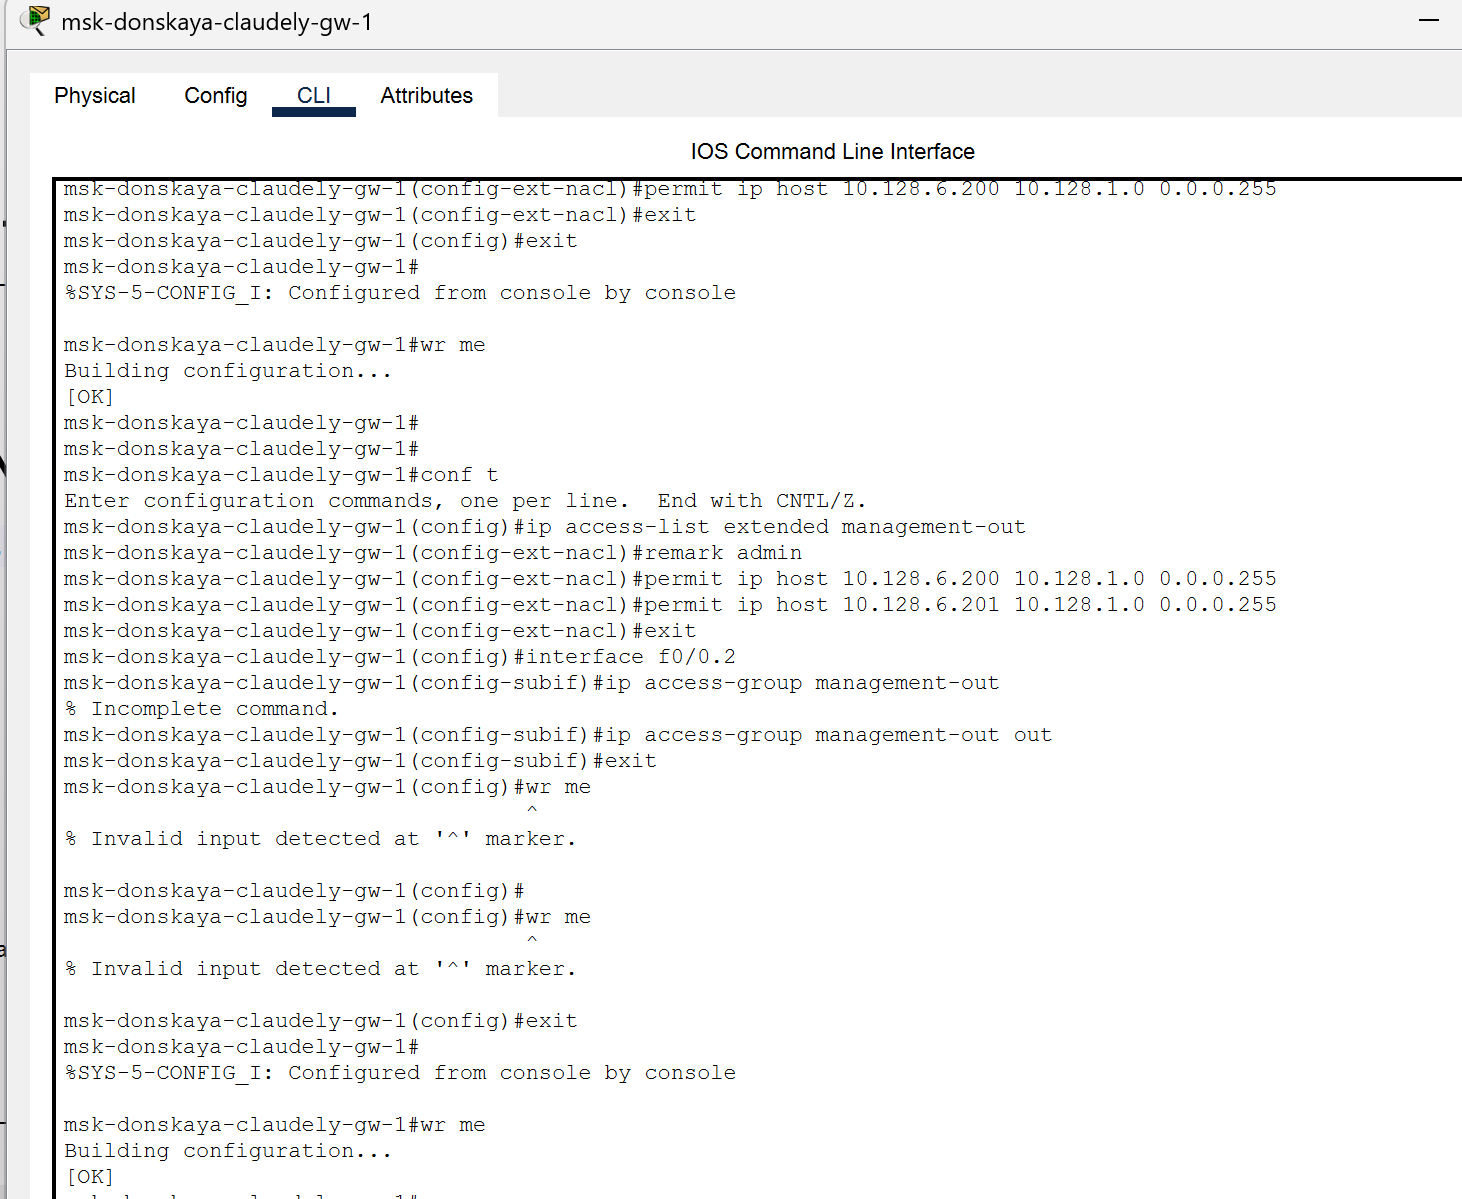 msk-donskaya-claudely-gw-1
Physical Config CLI Attributes
IOS Command Line Interface
msk-donskaya-claudely-gw-1(config-ext-nacl)#permit ip host 10.128.6.200 10.128.1.0 0.0.0.255
msk-donskaya-claudely-gw-1(config-ext-nacl)#exit
msk-donskaya-claudely-gw-1(config)#exit
msk-donskaya-claudely-gw-1#
%SYS-5-CONFIG_I: Configured from console by console
msk-donskaya-claudely-gw-1#wr me
Building configuration...
[OK]
msk-donskaya-claudely-gw-1#
msk-donskaya-claudely-gw-1#
msk-donskaya-claudely-gw-1#conf t
Enter configuration commands, one per line.  End with CNTL/Z.
msk-donskaya-claudely-gw-1(config)#ip access-list extended management-out
msk-donskaya-claudely-gw-1(config-ext-nacl)#remark admin
msk-donskaya-claudely-gw-1(config-ext-nacl)#permit ip host 10.128.6.200 10.128.1.0 0.0.0.255
msk-donskaya-claudely-gw-1(config-ext-nacl)#permit ip host 10.128.6.201 10.128.1.0 0.0.0.255
msk-donskaya-claudely-gw-1(config-ext-nacl)#exit
msk-donskaya-claudely-gw-1(config)#interface f0/0.2
msk-donskaya-claudely-gw-1(config-subif)#ip access-group management-out
% Incomplete command.
msk-donskaya-claudely-gw-1(config-subif)#ip access-group management-out out
msk-donskaya-claudely-gw-1(config-subif)#exit
msk-donskaya-claudely-gw-1(config)#wr me
^
% Invalid input detected at '^' marker.
msk-donskaya-claudely-gw-1(config)#
msk-donskaya-claudely-gw-1(config)#wr me
^
% Invalid input detected at '^' marker.
msk-donskaya-claudely-gw-1(config)#exit
msk-donskaya-claudely-gw-1#
%SYS-5-CONFIG_I: Configured from console by console
msk-donskaya-claudely-gw-1#wr me
Building configuration...
[OK]